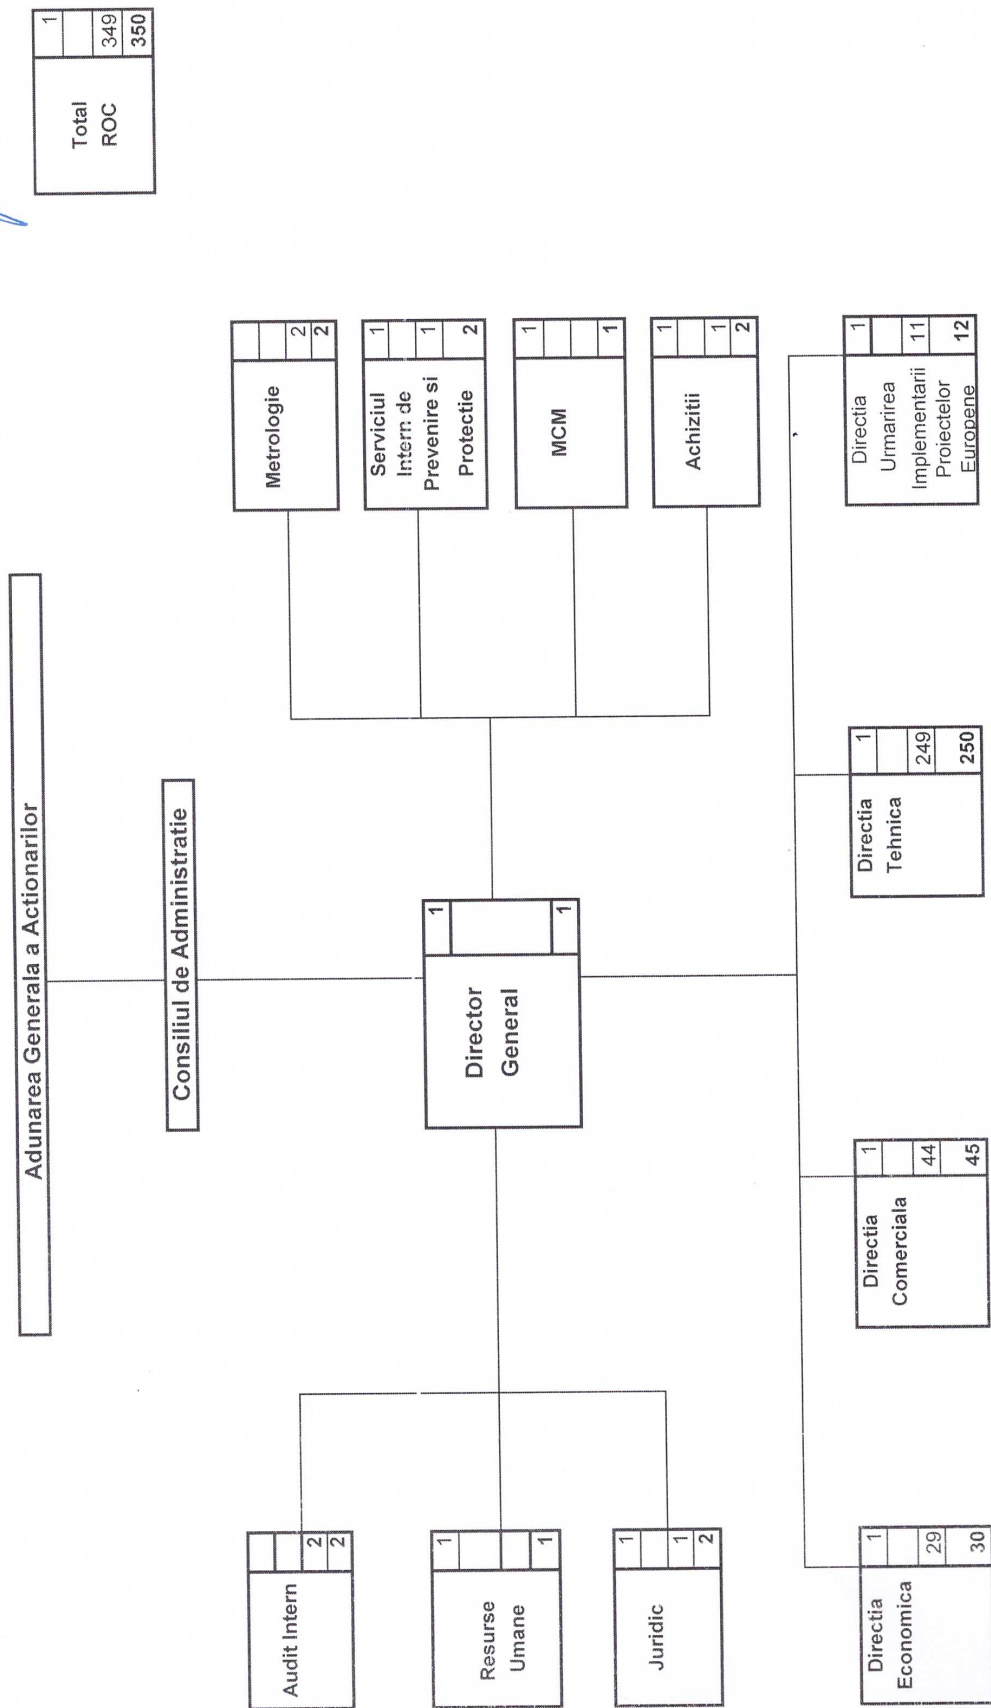 Adunarea Generala a Actionarilor
Total
ROC
1
349
350
Consiliul de Administratie
Director
General
1
1
Audit Intern
2
2
Resurse
Umane
1
1
Juridic
1
1
2
Metrologie
2
2
Serviciul
Intern de
Prevenire si
Protectie
1
1
2
MCM
1
1
Achizitii
1
1
2
Directia
Economica
1
29
30
Directia
Comerciala
1
44
45
Directia
Tehnica
1
249
250
Directia
Urmarirea
Implementarii
Proiectelor
Europene
1
11
12